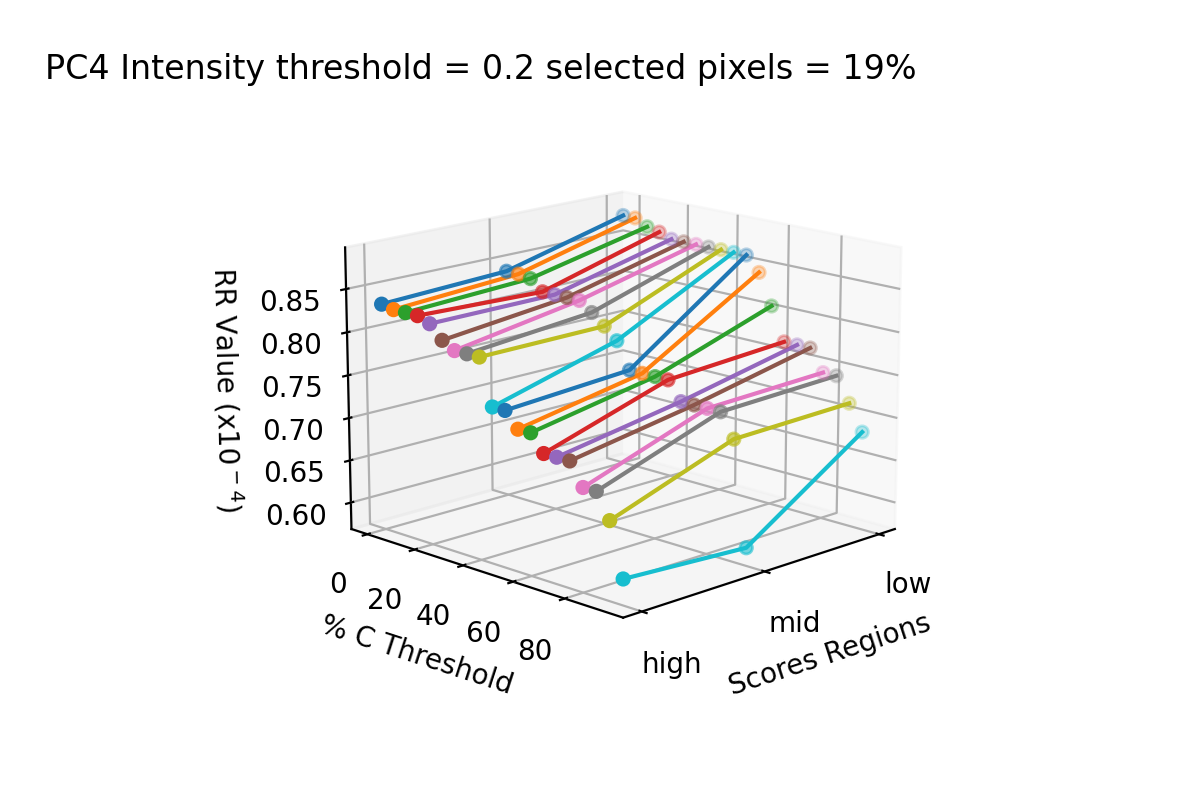 PC4 Intensity threshold = 0.2 selected pixels = 19%
RR Value (x10⁻⁴)
0.85
0.80
0.75
0.70
0.65
0.60
0
20
40
60
80
% C Threshold
high
mid
low
Scores Regions